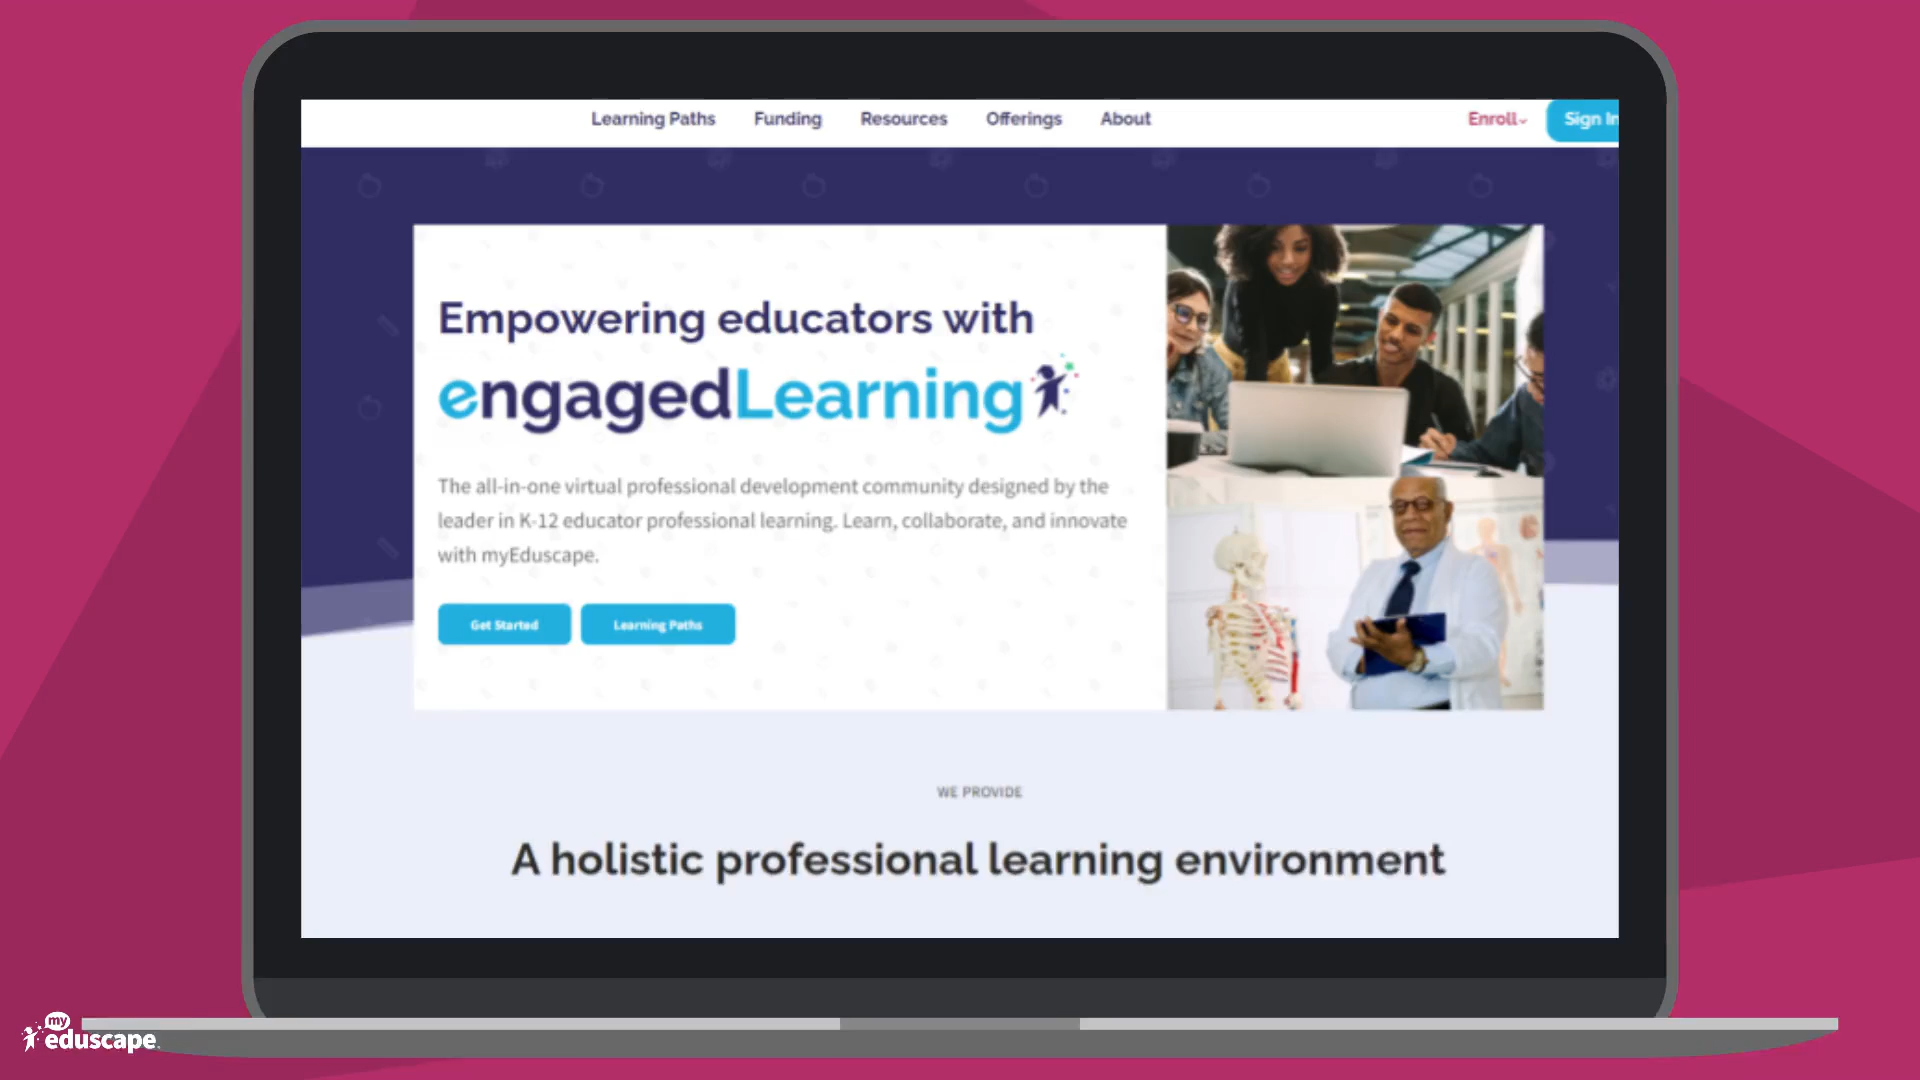 Learning Paths Funding Resources Offerings About Enroll Sign In
Empowering educators with
engagedLearning
The all-in-one virtual professional development community designed by the
leader in K-12 educator professional learning. Learn, collaborate, and innovate
with myEduscape.
Get Started Learning Paths
WE PROVIDE
A holistic professional learning environment
my
eduscape